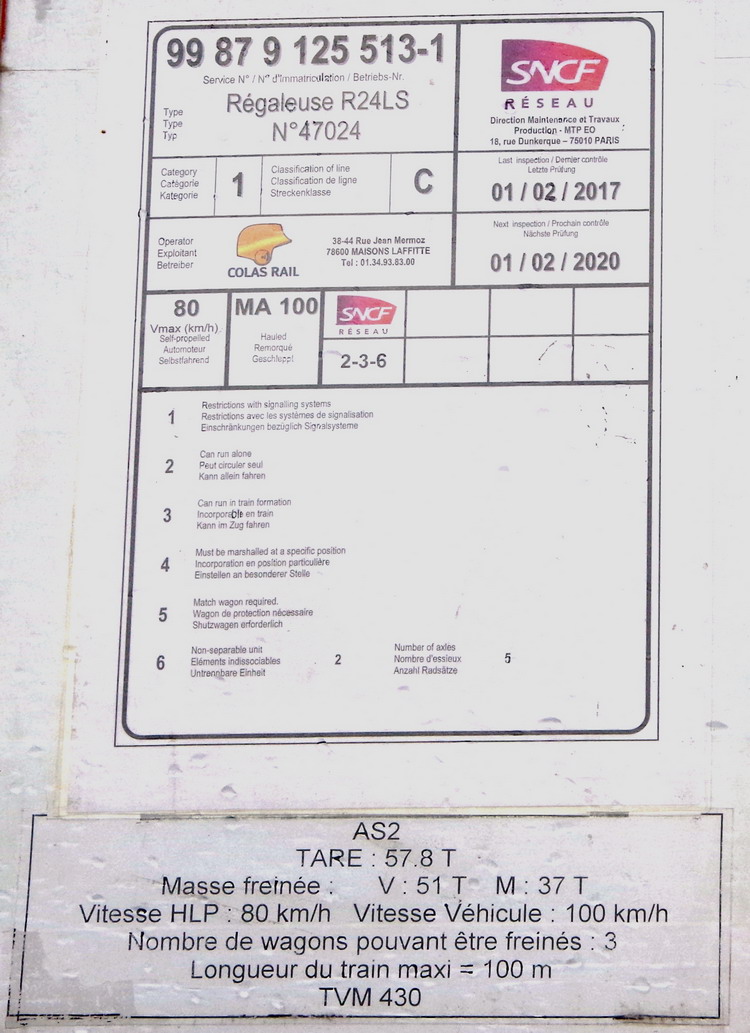 99 87 9 125 513-1
Service N° / N° d'Immatriculation / Betriebs-Nr.
Type
Type
Typ
Régaleuse R24LS
N°47024
SNCF
RÉSEAU
Direction Maintenance et Travaux
Production - MTP EO
18, rue Dunkerque – 75010 PARIS
Category
Catégorie
Kategorie
1
Classification of line
Classification de ligne
Streckenklasse
C
Last inspection / Dernier contrôle
Letzte Prüfung
01 / 02 / 2017
Operator
Exploitant
Betreiber
COLAS RAIL
38-44 Rue Jean Mermoz
78600 MAISONS LAFFITTE
Tel : 01.34.93.83.00
Next inspection / Prochain contrôle
Nächste Prüfung
01 / 02 / 2020
80
Vmax (km/h)
Self-propelled
Automoteur
Selbstfahrend
MA 100
Hauled
Remorqué
Geschleppt
SNCF
RÉSEAU
2-3-6
1
Restrictions with signalling systems
Restrictions avec les systèmes de signalisation
Einschränkungen bezüglich Signalsysteme
2
Can run alone
Peut circuler seul
Kann allein fahren
3
Can run in train formation
Incorporable en train
Kann im Zug fahren
4
Must be marshalled at a specific position
Incorporation en position particulière
Einstellen an besonderer Stelle
5
Match wagon required.
Wagon de protection nécessaire
Shutzwagen erforderlich
6
Non-separable unit
Eléments indissociables
Untrennbare Einheit
2
Number of axles
Nombre d'essieux
Anzahl Radsätze
5
AS2
TARE : 57.8 T
Masse freinée : V : 51 T M : 37 T
Vitesse HLP : 80 km/h Vitesse Véhicule : 100 km/h
Nombre de wagons pouvant être freinés : 3
Longueur du train maxi = 100 m
TVM 430